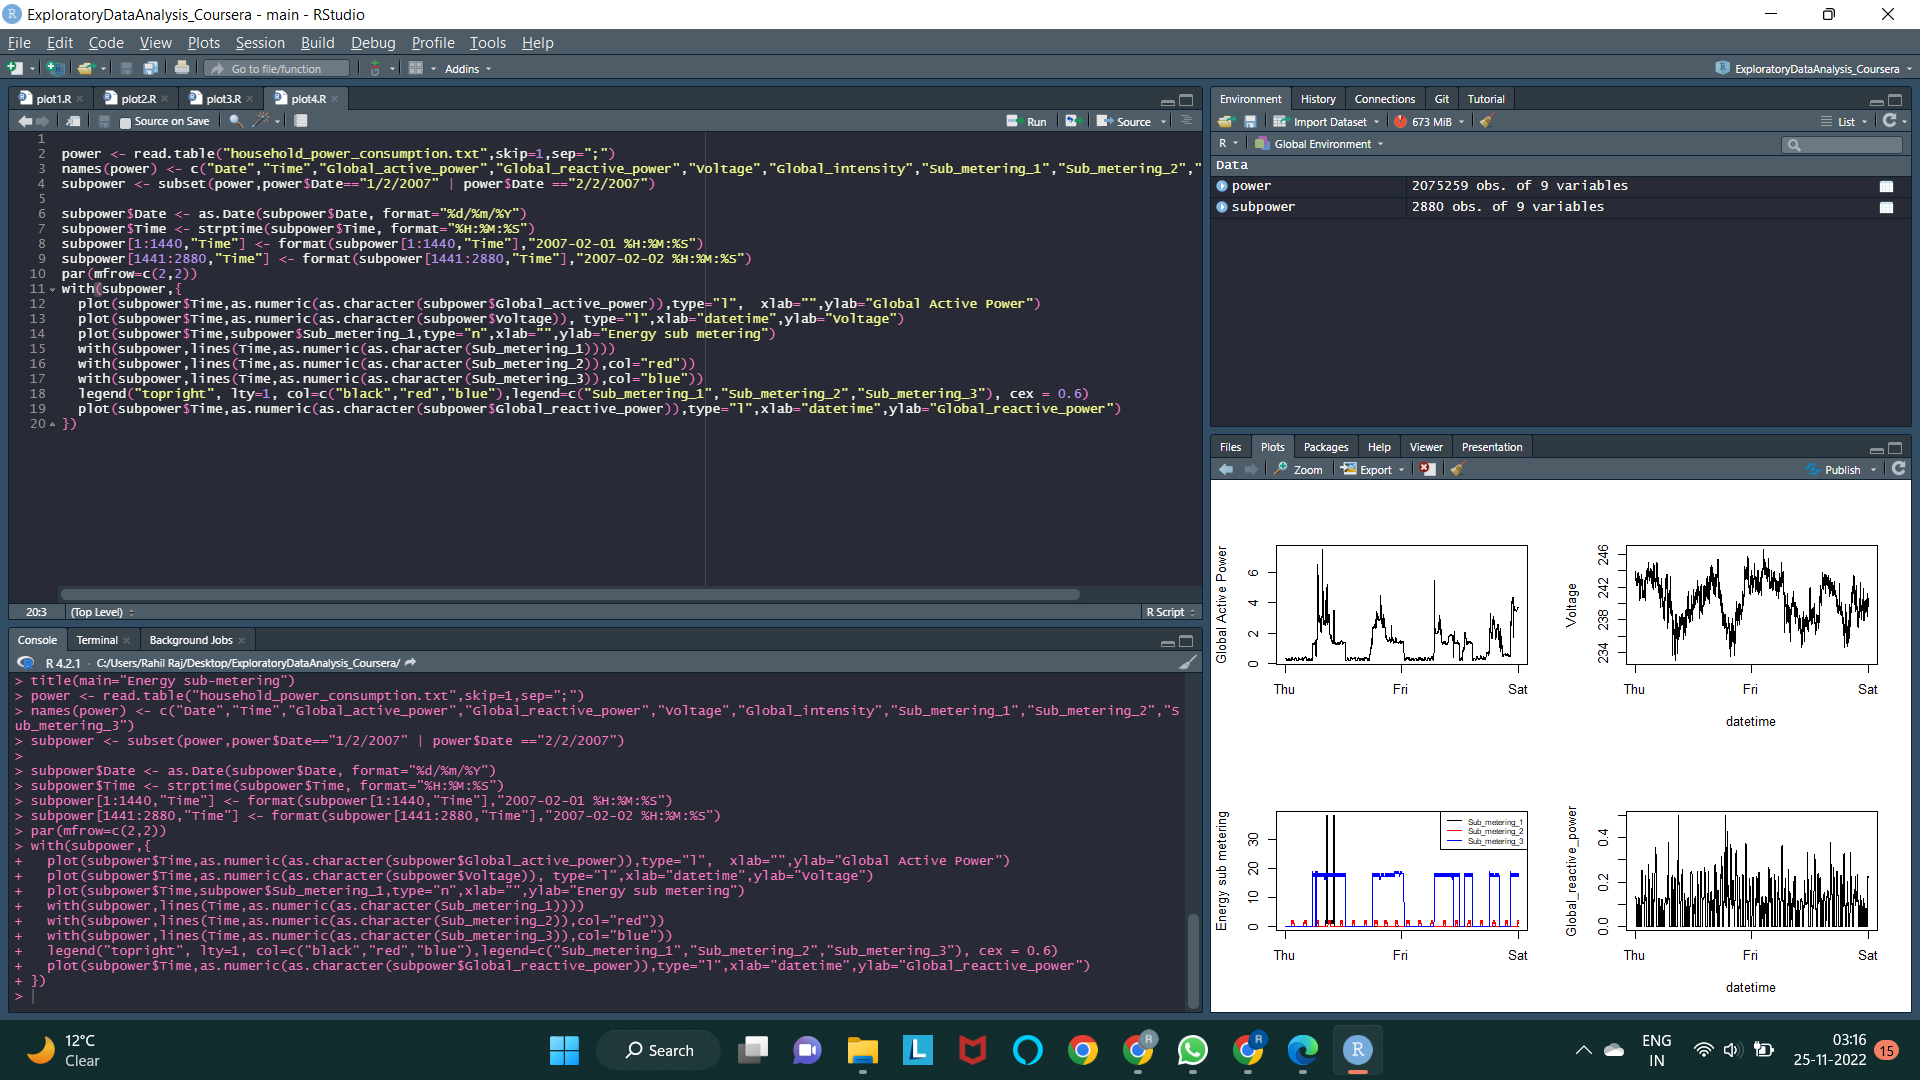 ExploratoryDataAnalysis_Coursera - main - RStudio
File Edit Code View Plots Session Build Debug Profile Tools Help
Go to file/function Addins ExploratoryDataAnalysis_Coursera
plot1.R plot2.R plot3.R plot4.R
Source on Save Run Source
1
2 power <- read.table("household_power_consumption.txt",skip=1,sep=";")
3 names(power) <- c("Date","Time","Global_active_power","Global_reactive_power","Voltage","Global_intensity","Sub_metering_1","Sub_metering_2","
4 subpower <- subset(power,power$Date=="1/2/2007" | power$Date =="2/2/2007")
5
6 subpower$Date <- as.Date(subpower$Date, format="%d/%m/%Y")
7 subpower$Time <- strptime(subpower$Time, format="%H:%M:%S")
8 subpower[1:1440,"Time"] <- format(subpower[1:1440,"Time"],"2007-02-01 %H:%M:%S")
9 subpower[1441:2880,"Time"] <- format(subpower[1441:2880,"Time"],"2007-02-02 %H:%M:%S")
10 par(mfrow=c(2,2))
11 with(subpower,{
12 plot(subpower$Time,as.numeric(as.character(subpower$Global_active_power)),type="l",  xlab="",ylab="Global Active Power")
13 plot(subpower$Time,as.numeric(as.character(subpower$Voltage)), type="l",xlab="datetime",ylab="Voltage")
14 plot(subpower$Time,subpower$Sub_metering_1,type="n",xlab="",ylab="Energy sub metering")
15 with(subpower,lines(Time,as.numeric(as.character(Sub_metering_1))))
16 with(subpower,lines(Time,as.numeric(as.character(Sub_metering_2)),col="red"))
17 with(subpower,lines(Time,as.numeric(as.character(Sub_metering_3)),col="blue"))
18 legend("topright", lty=1, col=c("black","red","blue"),legend=c("Sub_metering_1","Sub_metering_2","Sub_metering_3"), cex = 0.6)
19 plot(subpower$Time,as.numeric(as.character(subpower$Global_reactive_power)),type="l",xlab="datetime",ylab="Global_reactive_power")
20 })
20:3 (Top Level) R Script
Console Terminal Background Jobs
R 4.2.1 · C:/Users/Rahil Raj/Desktop/ExploratoryDataAnalysis_Coursera/
> title(main="Energy sub-metering")
> power <- read.table("household_power_consumption.txt",skip=1,sep=";")
> names(power) <- c("Date","Time","Global_active_power","Global_reactive_power","Voltage","Global_intensity","Sub_metering_1","Sub_metering_2","S
ub_metering_3")
> subpower <- subset(power,power$Date=="1/2/2007" | power$Date =="2/2/2007")
>
> subpower$Date <- as.Date(subpower$Date, format="%d/%m/%Y")
> subpower$Time <- strptime(subpower$Time, format="%H:%M:%S")
> subpower[1:1440,"Time"] <- format(subpower[1:1440,"Time"],"2007-02-01 %H:%M:%S")
> subpower[1441:2880,"Time"] <- format(subpower[1441:2880,"Time"],"2007-02-02 %H:%M:%S")
> par(mfrow=c(2,2))
> with(subpower,{
+ plot(subpower$Time,as.numeric(as.character(subpower$Global_active_power)),type="l",  xlab="",ylab="Global Active Power")
+ plot(subpower$Time,as.numeric(as.character(subpower$Voltage)), type="l",xlab="datetime",ylab="Voltage")
+ plot(subpower$Time,subpower$Sub_metering_1,type="n",xlab="",ylab="Energy sub metering")
+ with(subpower,lines(Time,as.numeric(as.character(Sub_metering_1))))
+ with(subpower,lines(Time,as.numeric(as.character(Sub_metering_2)),col="red"))
+ with(subpower,lines(Time,as.numeric(as.character(Sub_metering_3)),col="blue"))
+ legend("topright", lty=1, col=c("black","red","blue"),legend=c("Sub_metering_1","Sub_metering_2","Sub_metering_3"), cex = 0.6)
+ plot(subpower$Time,as.numeric(as.character(subpower$Global_reactive_power)),type="l",xlab="datetime",ylab="Global_reactive_power")
+ })
>
Environment History Connections Git Tutorial
Import Dataset 673 MiB List
R Global Environment
Data
power 2075259 obs. of 9 variables
subpower 2880 obs. of 9 variables
Files Plots Packages Help Viewer Presentation
Zoom Export Publish
Global Active Power
0 2 4 6
Thu Fri Sat
Voltage
234 238 242 246
Thu Fri Sat
datetime
Energy sub metering
0 10 20 30
Sub_metering_1
Sub_metering_2
Sub_metering_3
Thu Fri Sat
Global_reactive_power
0.0 0.2 0.4
Thu Fri Sat
datetime
12°C
Clear
Search
ENG
IN
03:16
25-11-2022
15